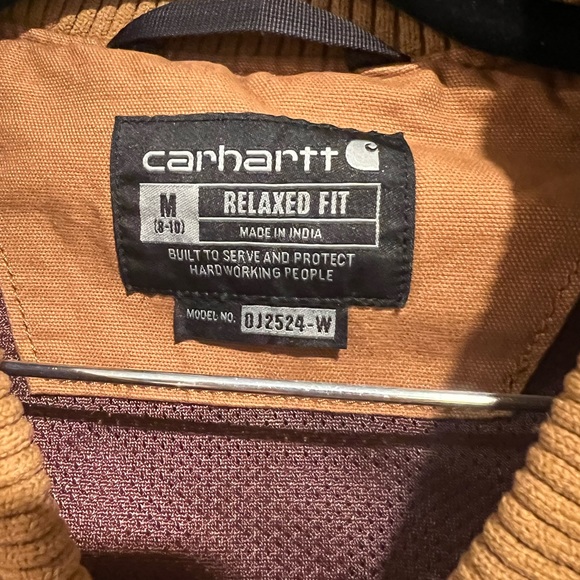 carhartt
M
(8-10)
RELAXED FIT
MADE IN INDIA
BUILT TO SERVE AND PROTECT
HARDWORKING PEOPLE
MODEL NO. OJ2524-W